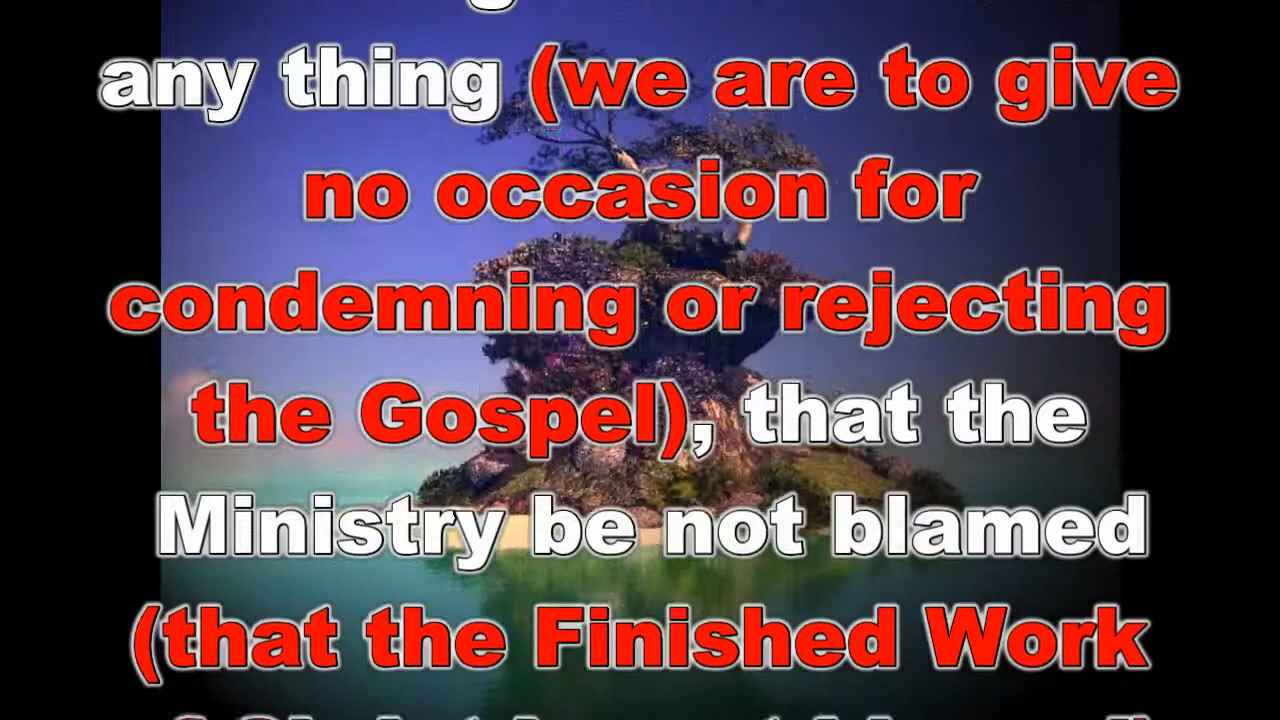 any thing (we are to give
no occasion for
condemning or rejecting
the Gospel), that the
Ministry be not blamed
(that the Finished Work